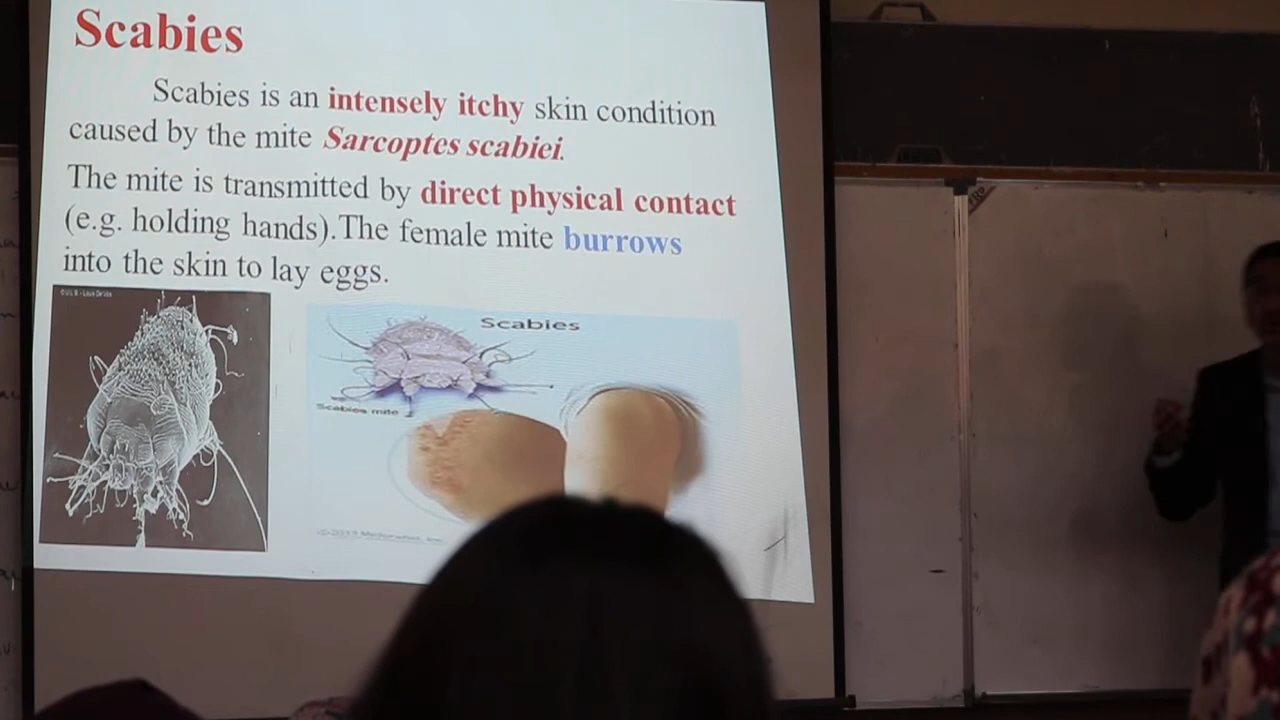 Scabies
Scabies is an intensely itchy skin condition
caused by the mite Sarcoptes scabiei.
The mite is transmitted by direct physical contact
(e.g. holding hands).The female mite burrows
into the skin to lay eggs.
Scabies
Scabies mite